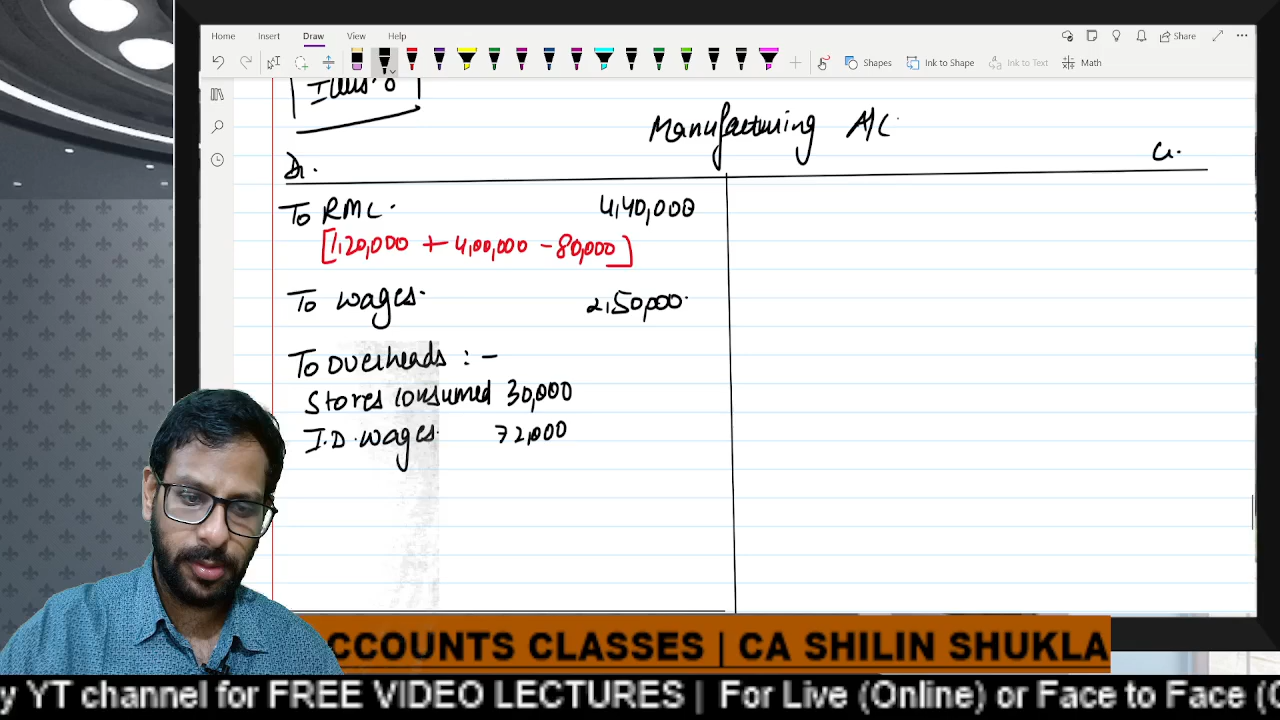 Home Insert Draw View Help
Share
Shapes Ink to Shape Ink to Text Math
Illus. 8
Manufacturing A/C
Dr. Cr.
To RMC. 4,40,000
[1,20,000 + 4,00,000 - 80,000]
To wages. 2,50,000
To Overheads : -
Stores consumed 30,000
I.D. wages. 72,000
CCOUNTS CLASSES | CA SHILIN SHUKLA
y YT channel for FREE VIDEO LECTURES | For Live (Online) or Face to Face (